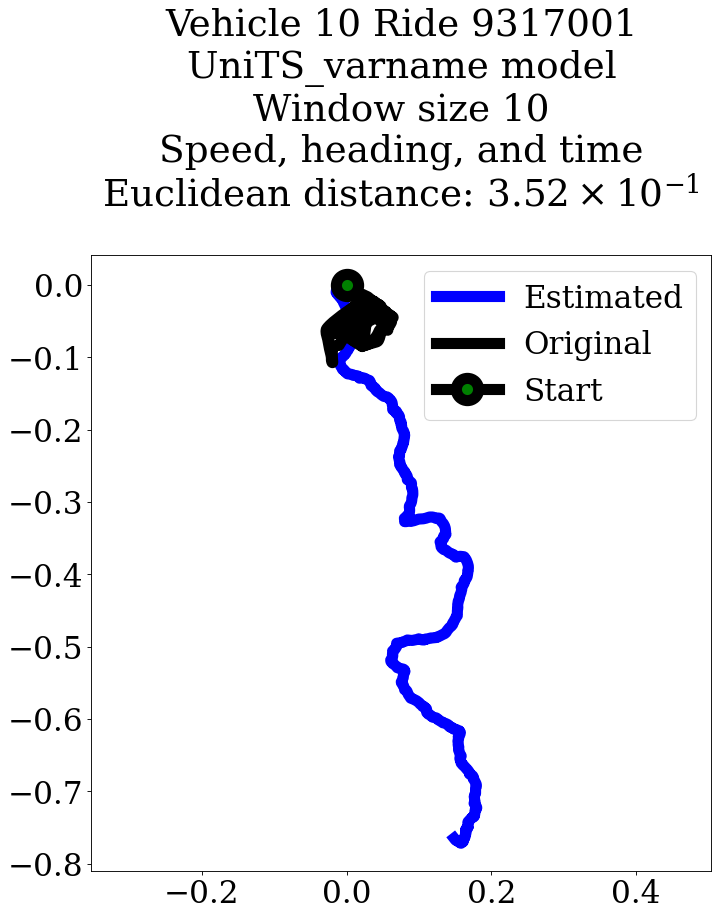 Vehicle 10 Ride 9317001
UniTS_varname model
Window size 10
Speed, heading, and time
Euclidean distance: 3.52 × 10⁻¹
Estimated
Original
Start
0.0
−0.1
−0.2
−0.3
−0.4
−0.5
−0.6
−0.7
−0.8
−0.2 0.0 0.2 0.4